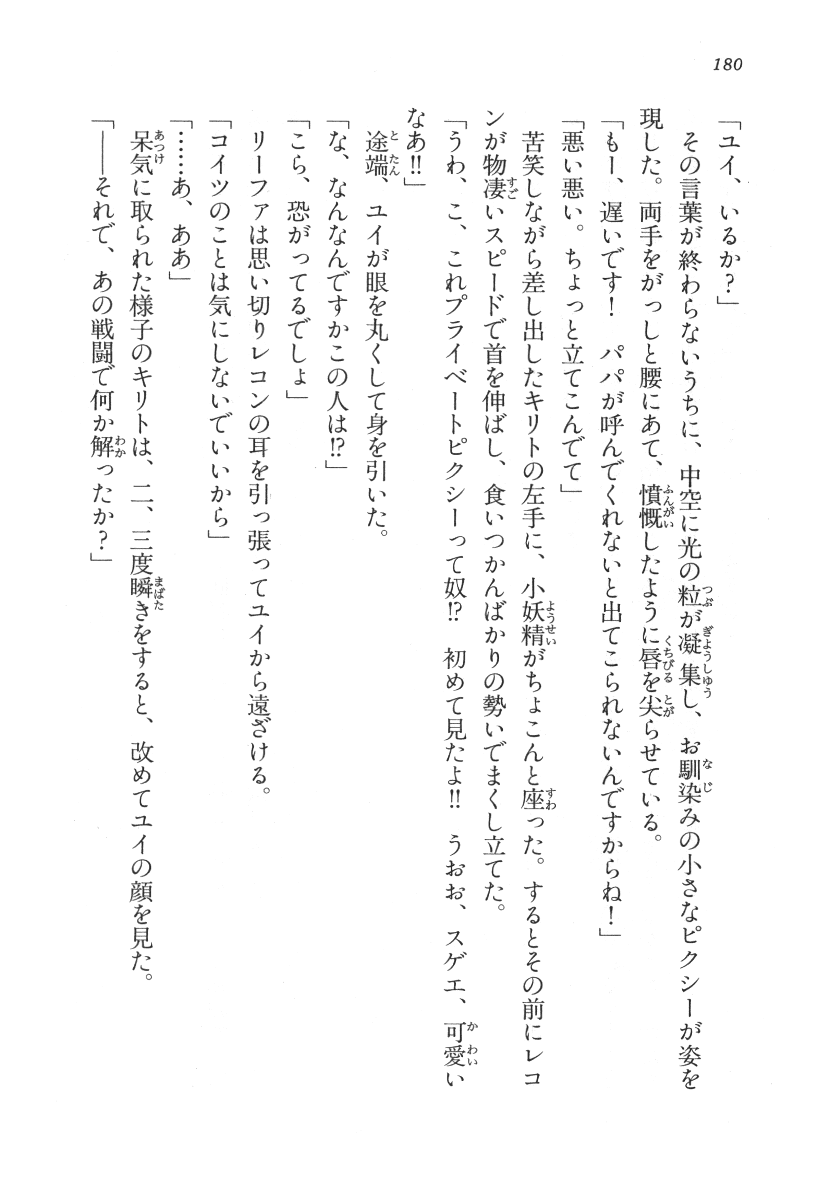 180
「ユイ、いるか?」
　その言葉が終わらないうちに、中空に光の粒が凝集し、お馴染みの小さなピクシーが姿を
現した。両手をがっしと腰にあて、憤慨したように唇を尖らせている。
「もー、遅いです!　パパが呼んでくれないと出てこられないんですからね!」
「悪い悪い。ちょっと立てこんでて」
　苦笑しながら差し出したキリトの左手に、小妖精がちょこんと座った。するとその前にレコ
ンが物凄いスピードで首を伸ばし、食いつかんばかりの勢いでまくし立てた。
「うわ、こ、これプライベートピクシーって奴!?　初めて見たよ!!　うおお、スゲエ、可愛い
なあ!!」
　途端、ユイが眼を丸くして身を引いた。
「な、なんなんですかこの人は!?」
「こら、恐がってるでしょ」
　リーファは思い切りレコンの耳を引っ張ってユイから遠ざける。
「コイツのことは気にしないでいいから」
「……あ、ああ」
　呆気に取られた様子のキリトは、二、三度瞬きをすると、改めてユイの顔を見た。
「——それで、あの戦闘で何か解ったか?」